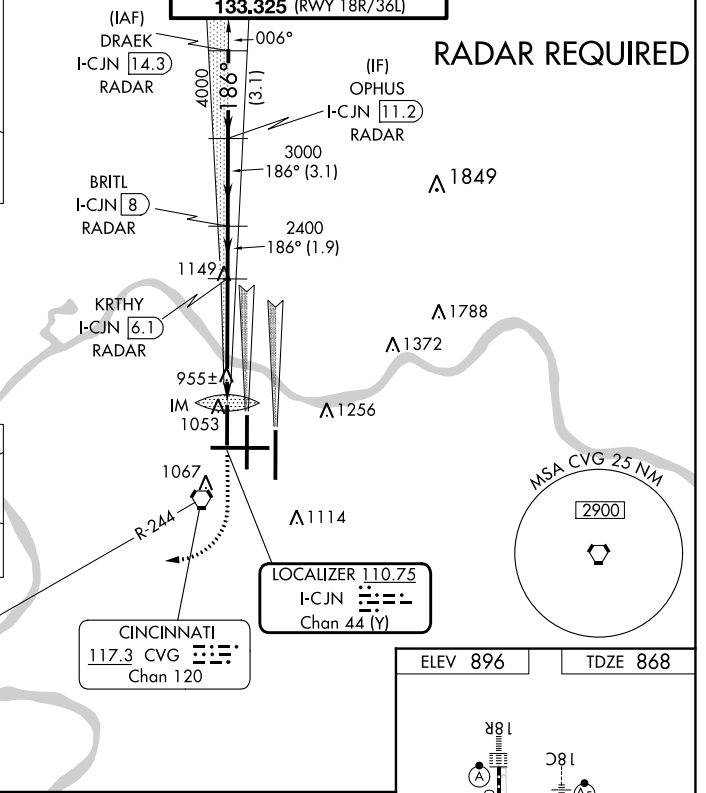 133.325 (RWY 18R/36L)
RADAR REQUIRED
(IAF)
DRAEK
I-CJN 14.3
RADAR
006°
4000
186°
(3.1)
(IF)
OPHUS
I-CJN 11.2
RADAR
3000
186° (3.1)
1849
BRITL
I-CJN 8
RADAR
2400
186° (1.9)
1149
KRTHY
I-CJN 6.1
RADAR
1788
1372
955±
IM
1053
1256
1067
R-244
1114
MSA CVG 25 NM
2900
LOCALIZER 110.75
I-CJN
Chan 44 (Y)
CINCINNATI
117.3 CVG
Chan 120
ELEV 896
TDZE 868
18R
18C
A